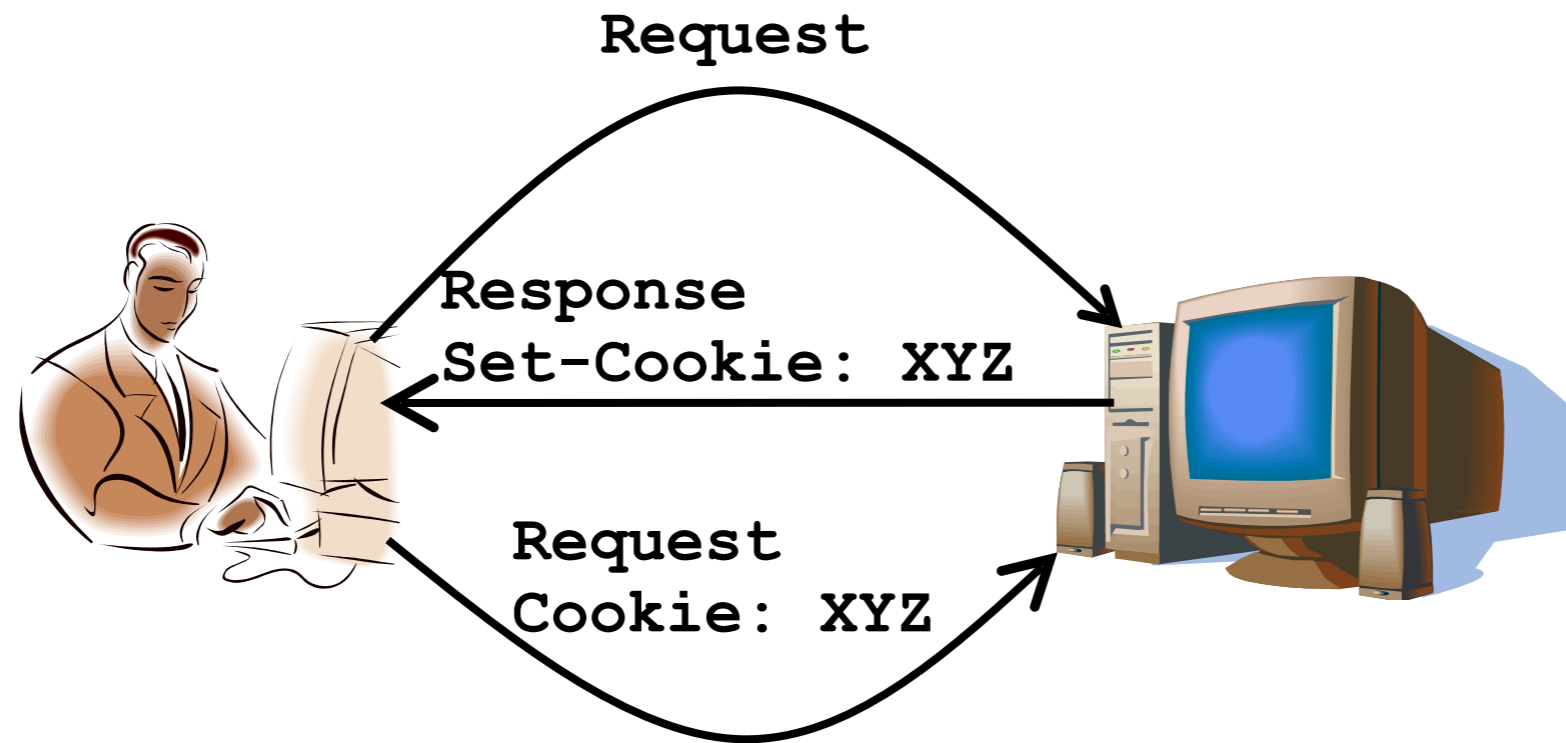 Request
Response
Set-Cookie: XYZ
Request
Cookie: XYZ